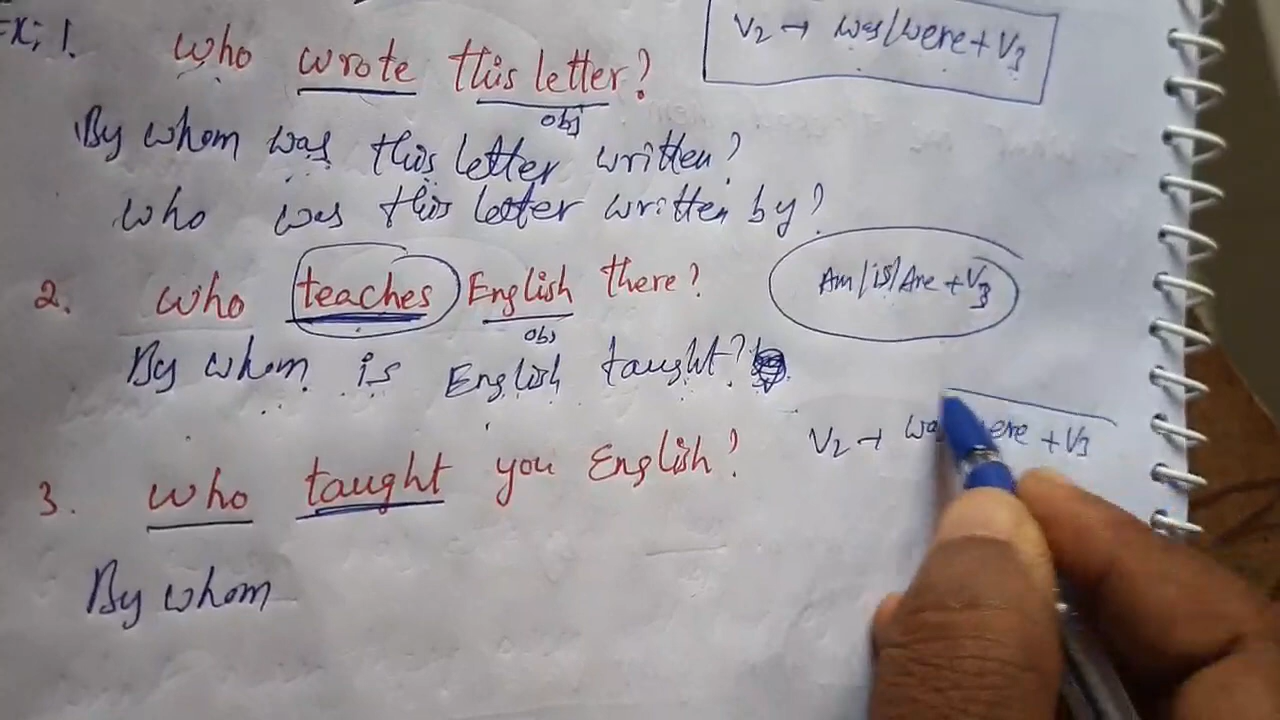 Ex; 1. Who wrote this letter?
V2 → was/were + V3
obj
By whom was this letter written?
who was this letter written by?
2. who teaches English there?
Am/is/Are + V3
obj
By whom is English taught?
3. who taught you English?
V2 → were + V3
By whom